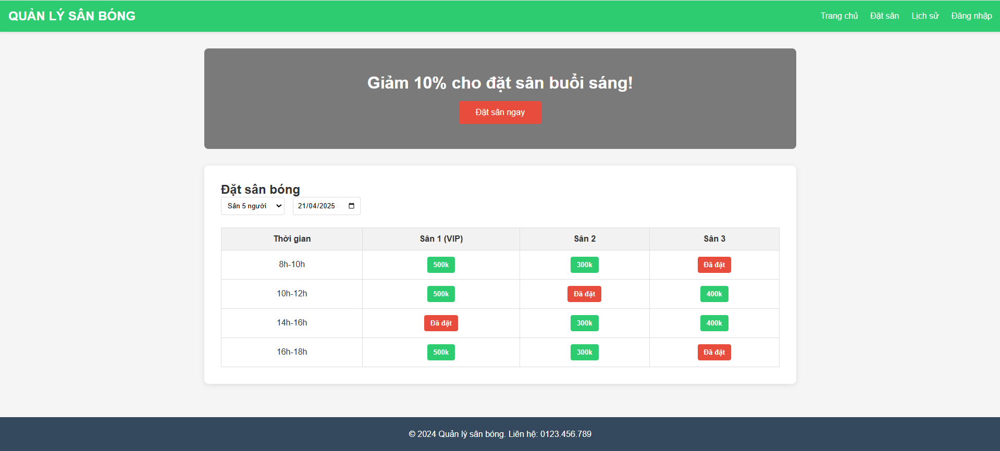 QUẢN LÝ SÂN BÓNG
Trang chủ Đặt sân Lịch sử Đăng nhập
Giảm 10% cho đặt sân buổi sáng!
Đặt sân ngay
Đặt sân bóng
Sân 5 người 21/04/2025
Thời gian Sân 1 (VIP) Sân 2 Sân 3
8h-10h 500k 300k Đã đặt
10h-12h 500k Đã đặt 400k
14h-16h Đã đặt 300k 400k
16h-18h 500k 300k Đã đặt
© 2024 Quản lý sân bóng. Liên hệ: 0123.456.789